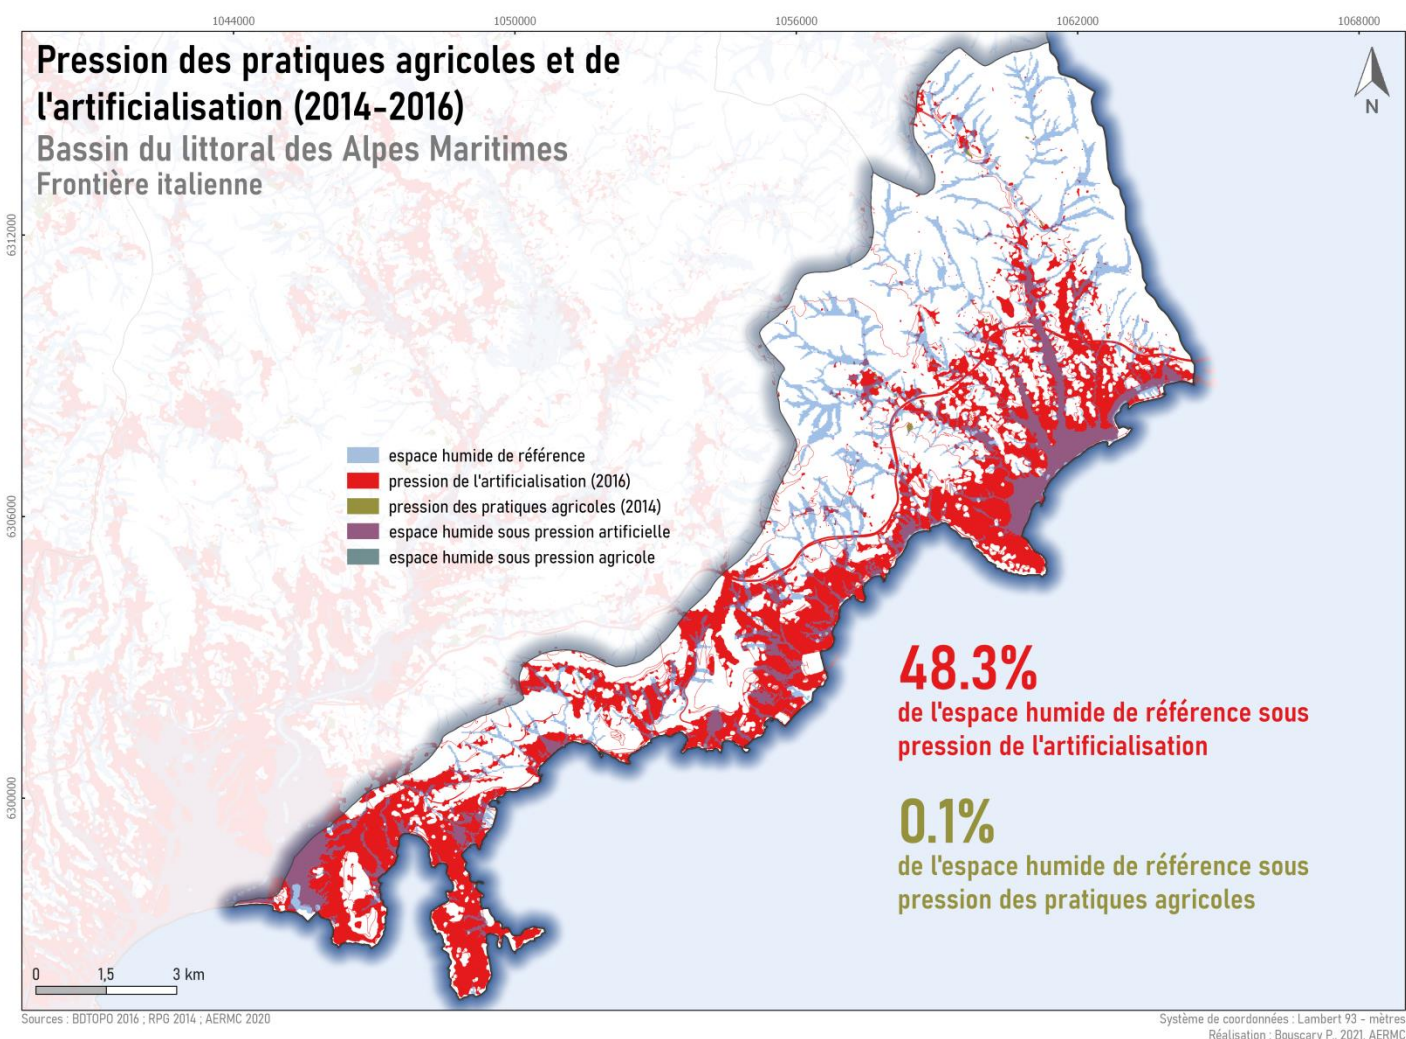 1044000
1050000
1056000
1062000
1068000
Pression des pratiques agricoles et de
l'artificialisation (2014-2016)
Bassin du littoral des Alpes Maritimes
Frontière italienne
N
6312000
6306000
6300000
espace humide de référence
pression de l'artificialisation (2016)
pression des pratiques agricoles (2014)
espace humide sous pression artificielle
espace humide sous pression agricole
48.3%
de l'espace humide de référence sous
pression de l'artificialisation
0.1%
de l'espace humide de référence sous
pression des pratiques agricoles
0 1,5 3 km
Sources : BDTOPO 2016 ; RPG 2014 ; AERMC 2020
Système de coordonnées : Lambert 93 - mètres
Réalisation : Bouscary P., 2021, AERMC